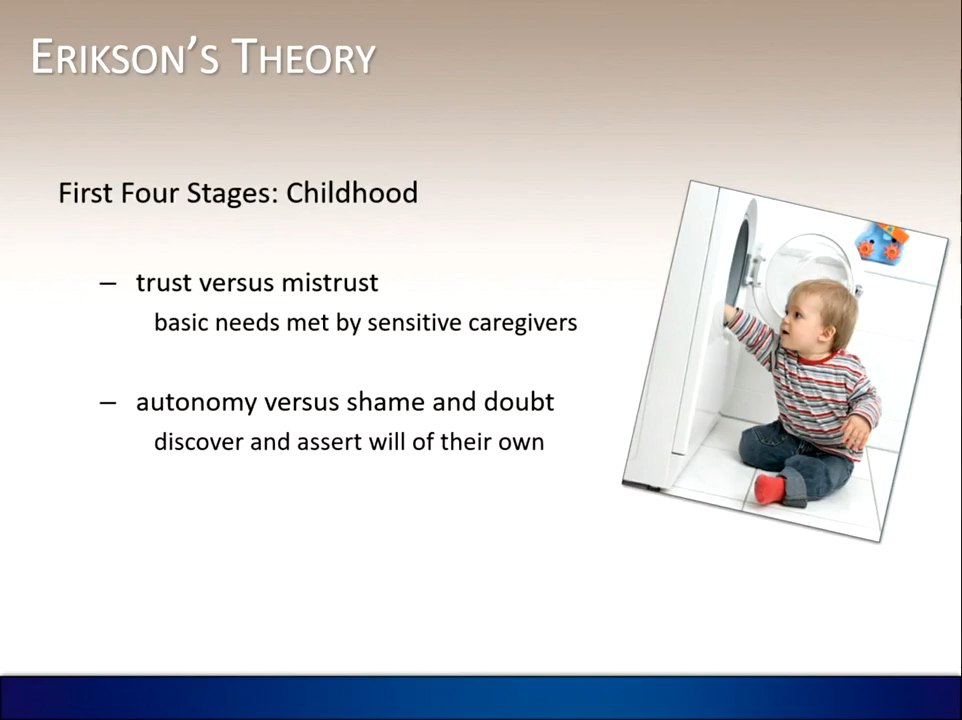 ERIKSON'S THEORY
First Four Stages: Childhood
– trust versus mistrust
basic needs met by sensitive caregivers
– autonomy versus shame and doubt
discover and assert will of their own